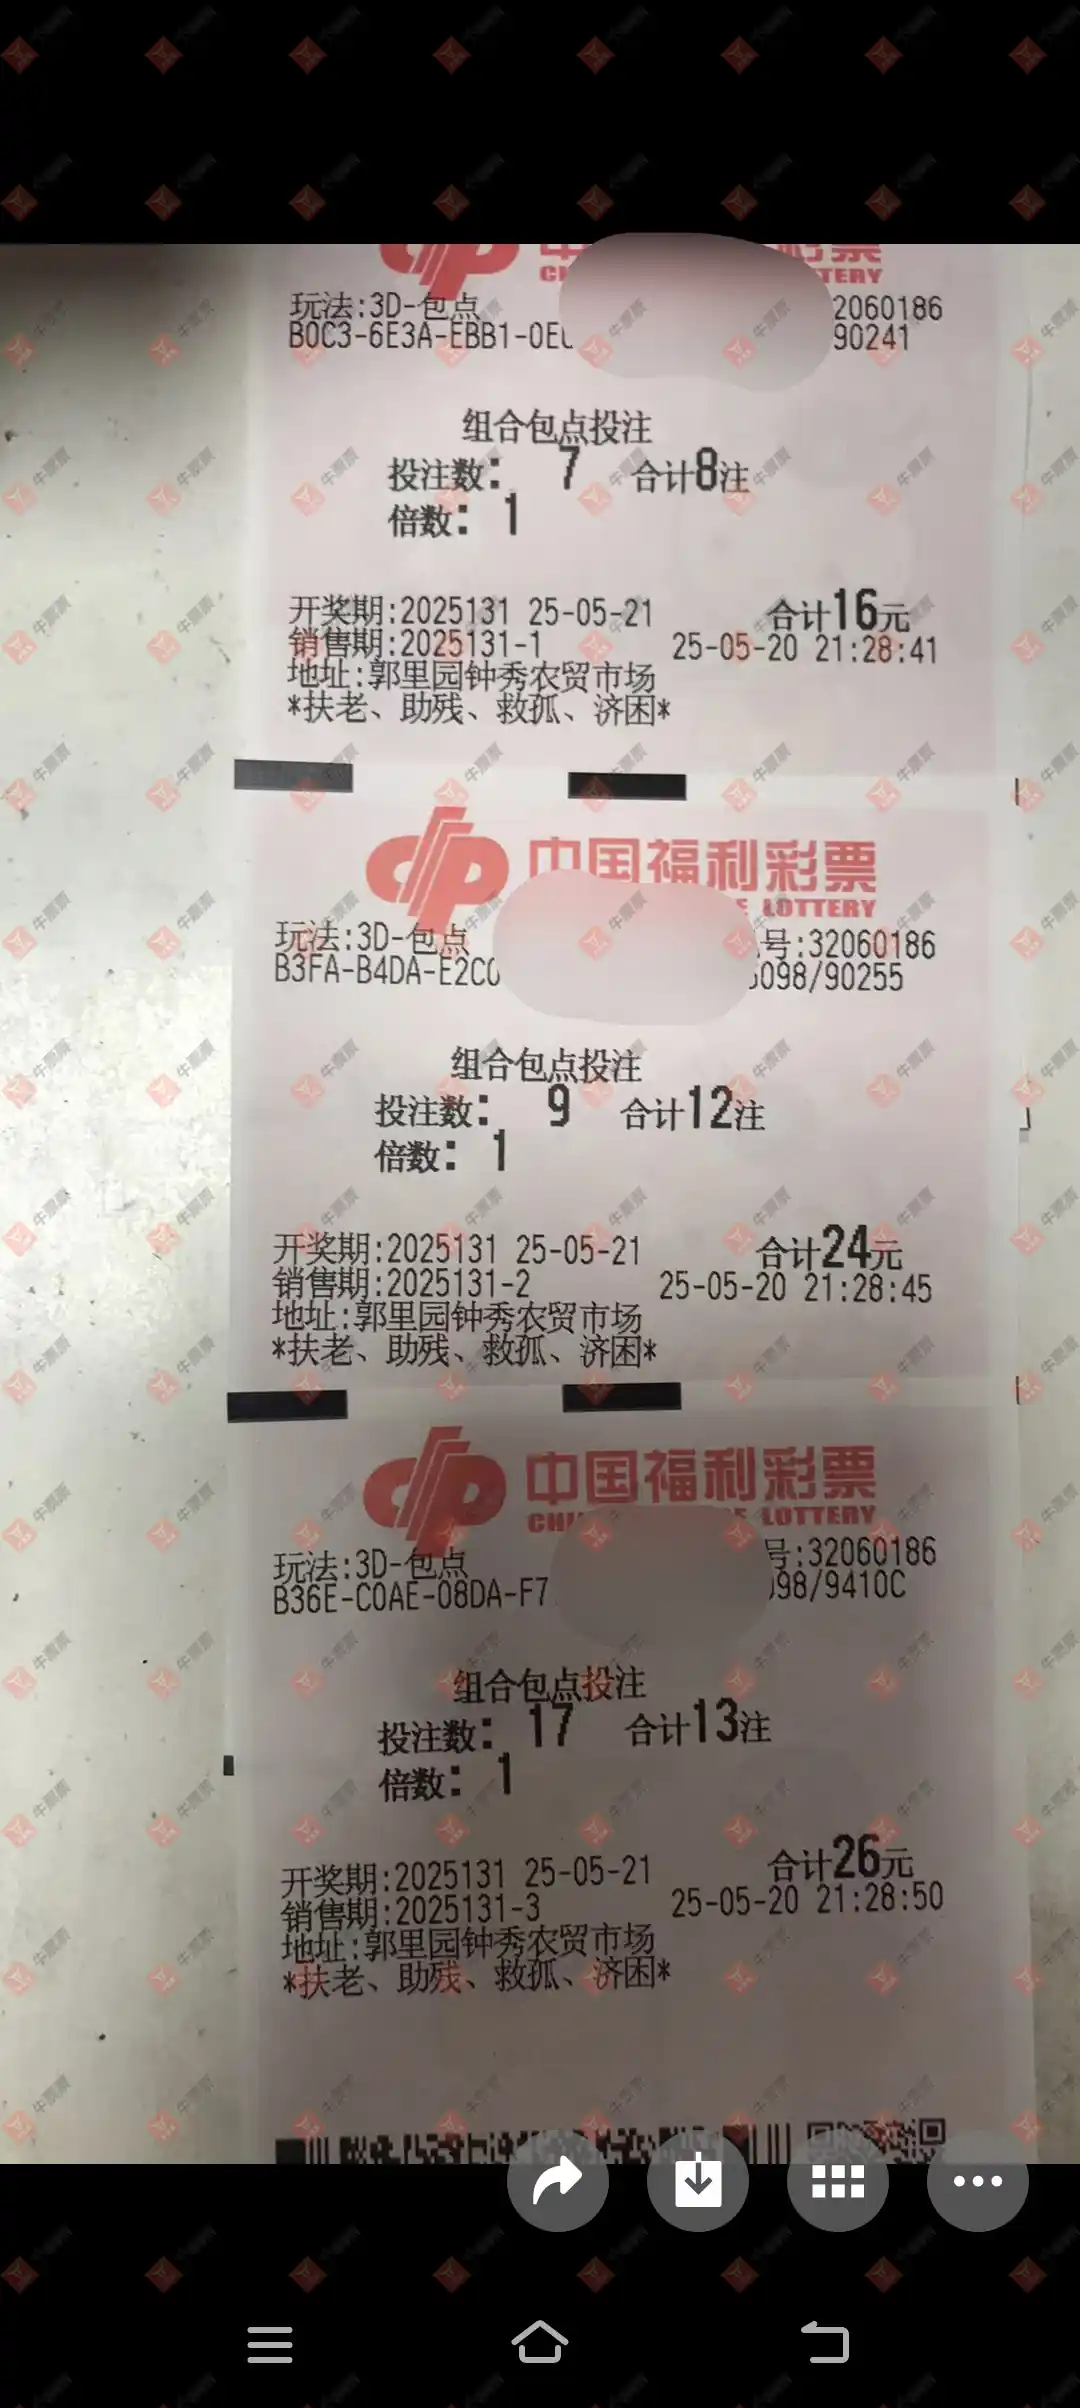 中 彩票
CHI LOTTERY
玩法:3D-包点 2060186
B0C3-6E3A-EBB1-0E 90241
组合包点投注
投注数: 7 合计8注
倍数: 1
开奖期:2025131 25-05-21 合计16元
销售期:2025131-1 25-05-20 21:28:41
地址:郭里园钟秀农贸市场
*扶老、助残、救孤、济困*
中国福利彩票
LOTTERY
玩法:3D-包点 号:32060186
B3FA-B4DA-E2C0 098/90255
组合包点投注
投注数: 9 合计12注
倍数: 1
开奖期:2025131 25-05-21 合计24元
销售期:2025131-2 25-05-20 21:28:45
地址:郭里园钟秀农贸市场
*扶老、助残、救孤、济困*
中国福利彩票
CHI LOTTERY
玩法:3D-包点 号:32060186
B36E-C0AE-08DA-F7 98/9410C
组合包点投注
投注数: 17 合计13注
倍数: 1
开奖期:2025131 25-05-21 合计26元
销售期:2025131-3 25-05-20 21:28:50
地址:郭里园钟秀农贸市场
*扶老、助残、救孤、济困*
牛票票